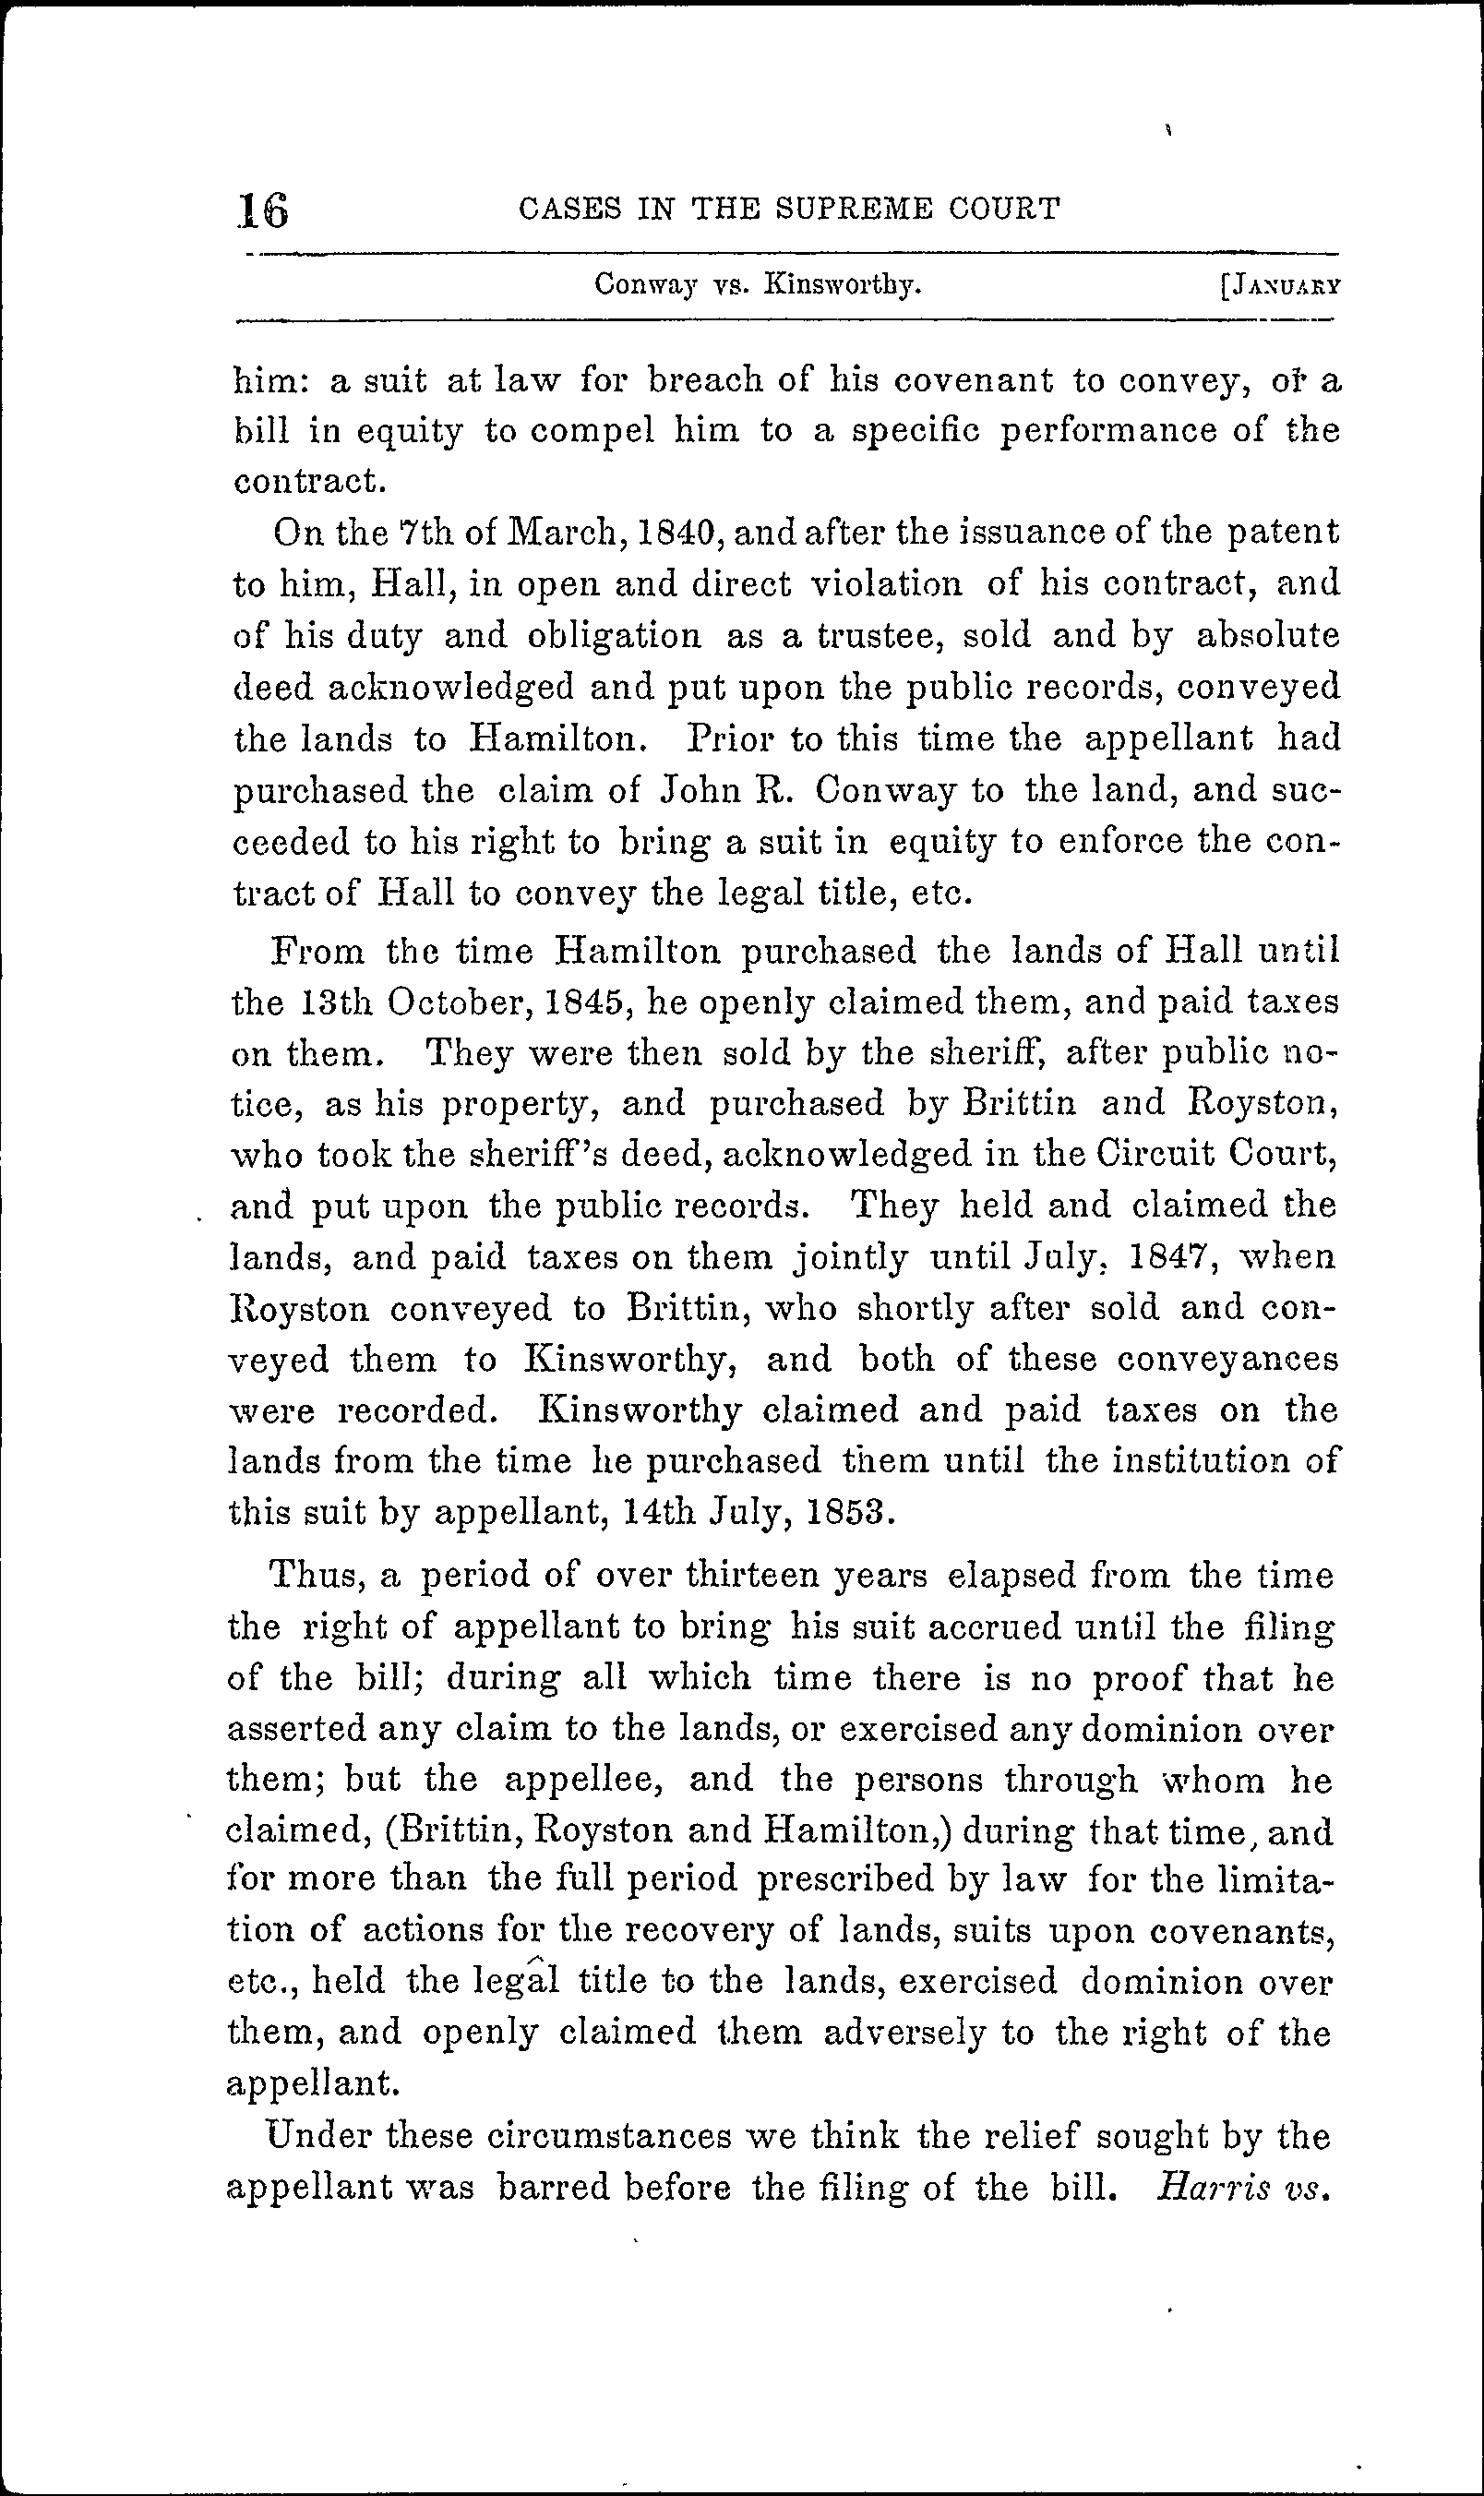 16 CASES IN THE SUPREME COURT
Conway vs. Kinsworthy. [JANUARY
him: a suit at law for breach of his covenant to convey, or a
bill in equity to compel him to a specific performance of the
contract.
On the 7th of March, 1840, and after the issuance of the patent
to him, Hall, in open and direct violation of his contract, and
of his duty and obligation as a trustee, sold and by absolute
deed acknowledged and put upon the public records, conveyed
the lands to Hamilton. Prior to this time the appellant had
purchased the claim of John R. Conway to the land, and suc-
ceeded to his right to bring a suit in equity to enforce the con-
tract of Hall to convey the legal title, etc.
From the time Hamilton purchased the lands of Hall until
the 13th October, 1845, he openly claimed them, and paid taxes
on them. They were then sold by the sheriff, after public no-
tice, as his property, and purchased by Brittin and Royston,
who took the sheriff's deed, acknowledged in the Circuit Court,
and put upon the public records. They held and claimed the
lands, and paid taxes on them jointly until July, 1847, when
Royston conveyed to Brittin, who shortly after sold and con-
veyed them to Kinsworthy, and both of these conveyances
were recorded. Kinsworthy claimed and paid taxes on the
lands from the time he purchased them until the institution of
this suit by appellant, 14th July, 1853.
Thus, a period of over thirteen years elapsed from the time
the right of appellant to bring his suit accrued until the filing
of the bill; during all which time there is no proof that he
asserted any claim to the lands, or exercised any dominion over
them; but the appellee, and the persons through whom he
claimed, (Brittin, Royston and Hamilton,) during that time, and
for more than the full period prescribed by law for the limita-
tion of actions for the recovery of lands, suits upon covenants,
etc., held the legal title to the lands, exercised dominion over
them, and openly claimed them adversely to the right of the
appellant.
Under these circumstances we think the relief sought by the
appellant was barred before the filing of the bill. Harris vs.